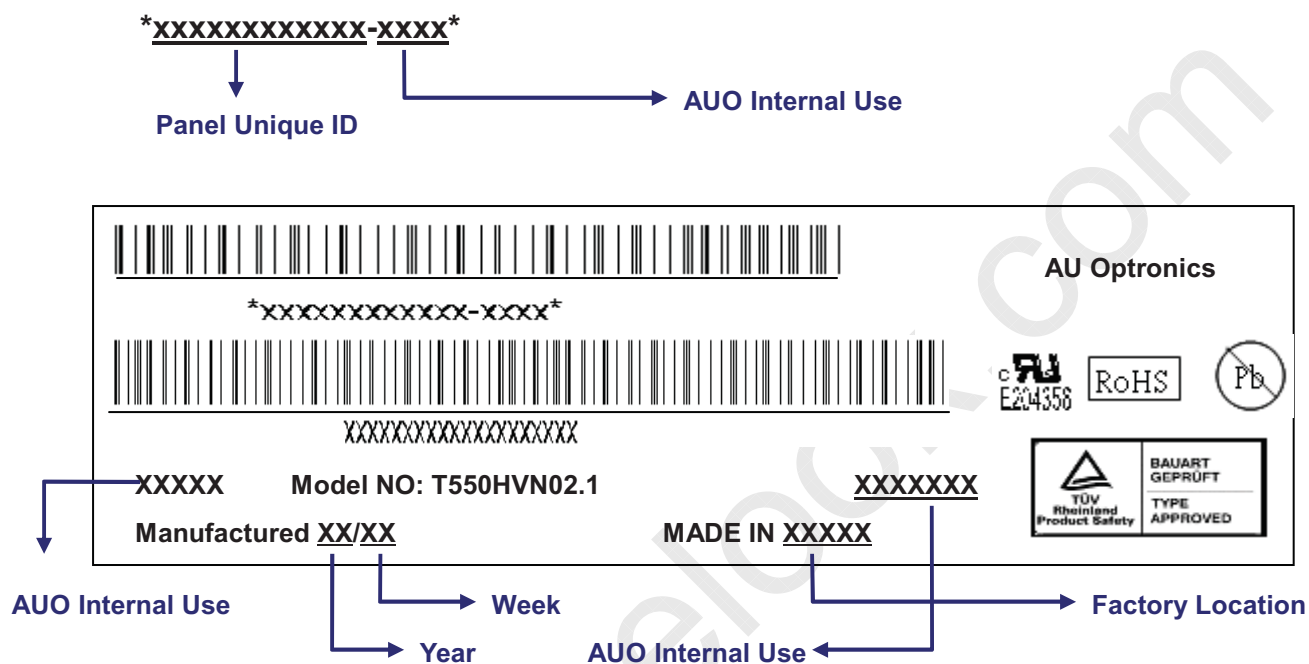 *xxxxxxxxxxxx-xxxx*
AUO Internal Use
Panel Unique ID
AU Optronics
*xxxxxxxxxxxx-xxxx*
c
E204356
RoHS
Pb
XXXXXXXXXXXXXXXXXXXX
XXXXX Model NO: T550HVN02.1 XXXXXXX
TÜV
Rheinland
Product Safety
BAUART
GEPRÜFT
TYPE
APPROVED
Manufactured XX/XX MADE IN XXXXX
AUO Internal Use
Week
Factory Location
Year
AUO Internal Use